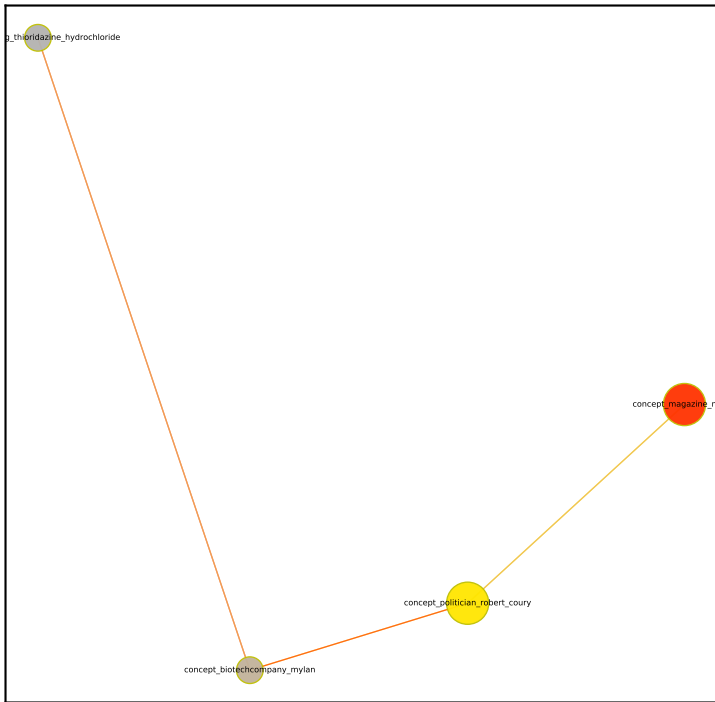 g_thioridazine_hydrochloride
concept_magazine_r
concept_politician_robert_coury
concept_biotechcompany_mylan